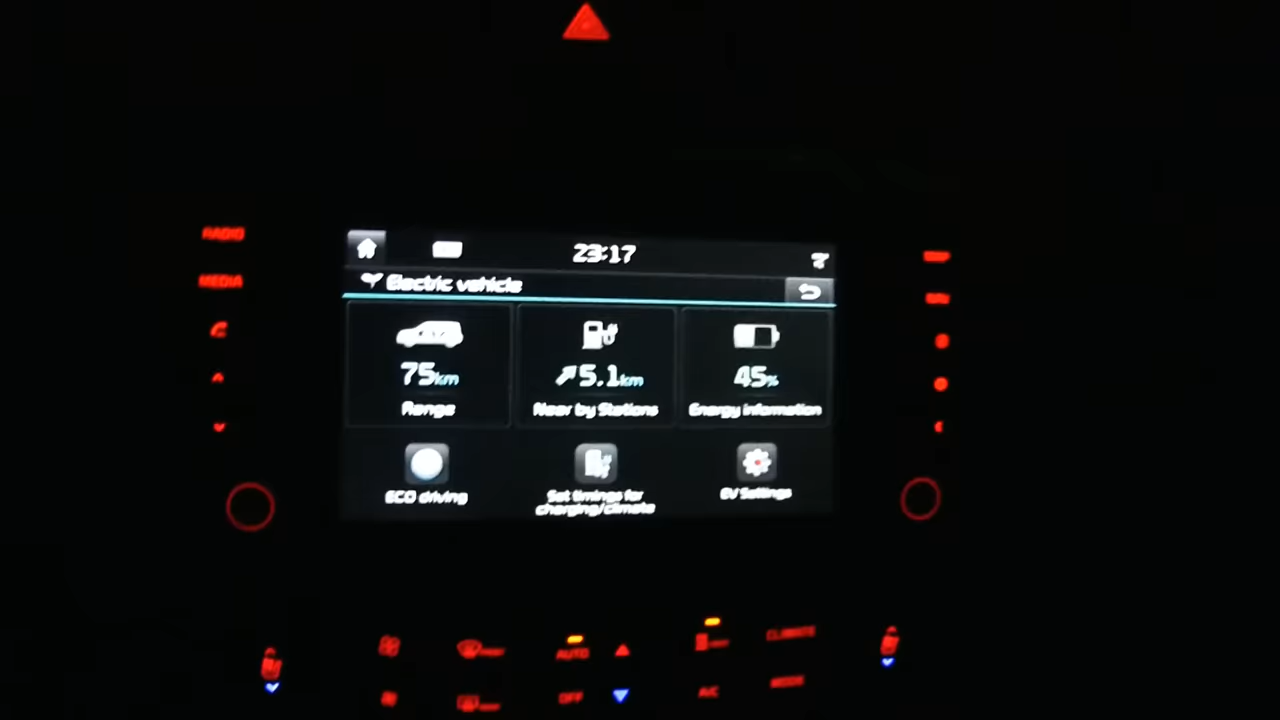 RADIO
MEDIA
23:17
Electric vehicle
75km
Range
5.1km
Near by Stations
45%
Energy information
ECO driving
Set timings for
charging/climate
EV Settings
AUTO
CLIMATE
OFF
A/C
MODE